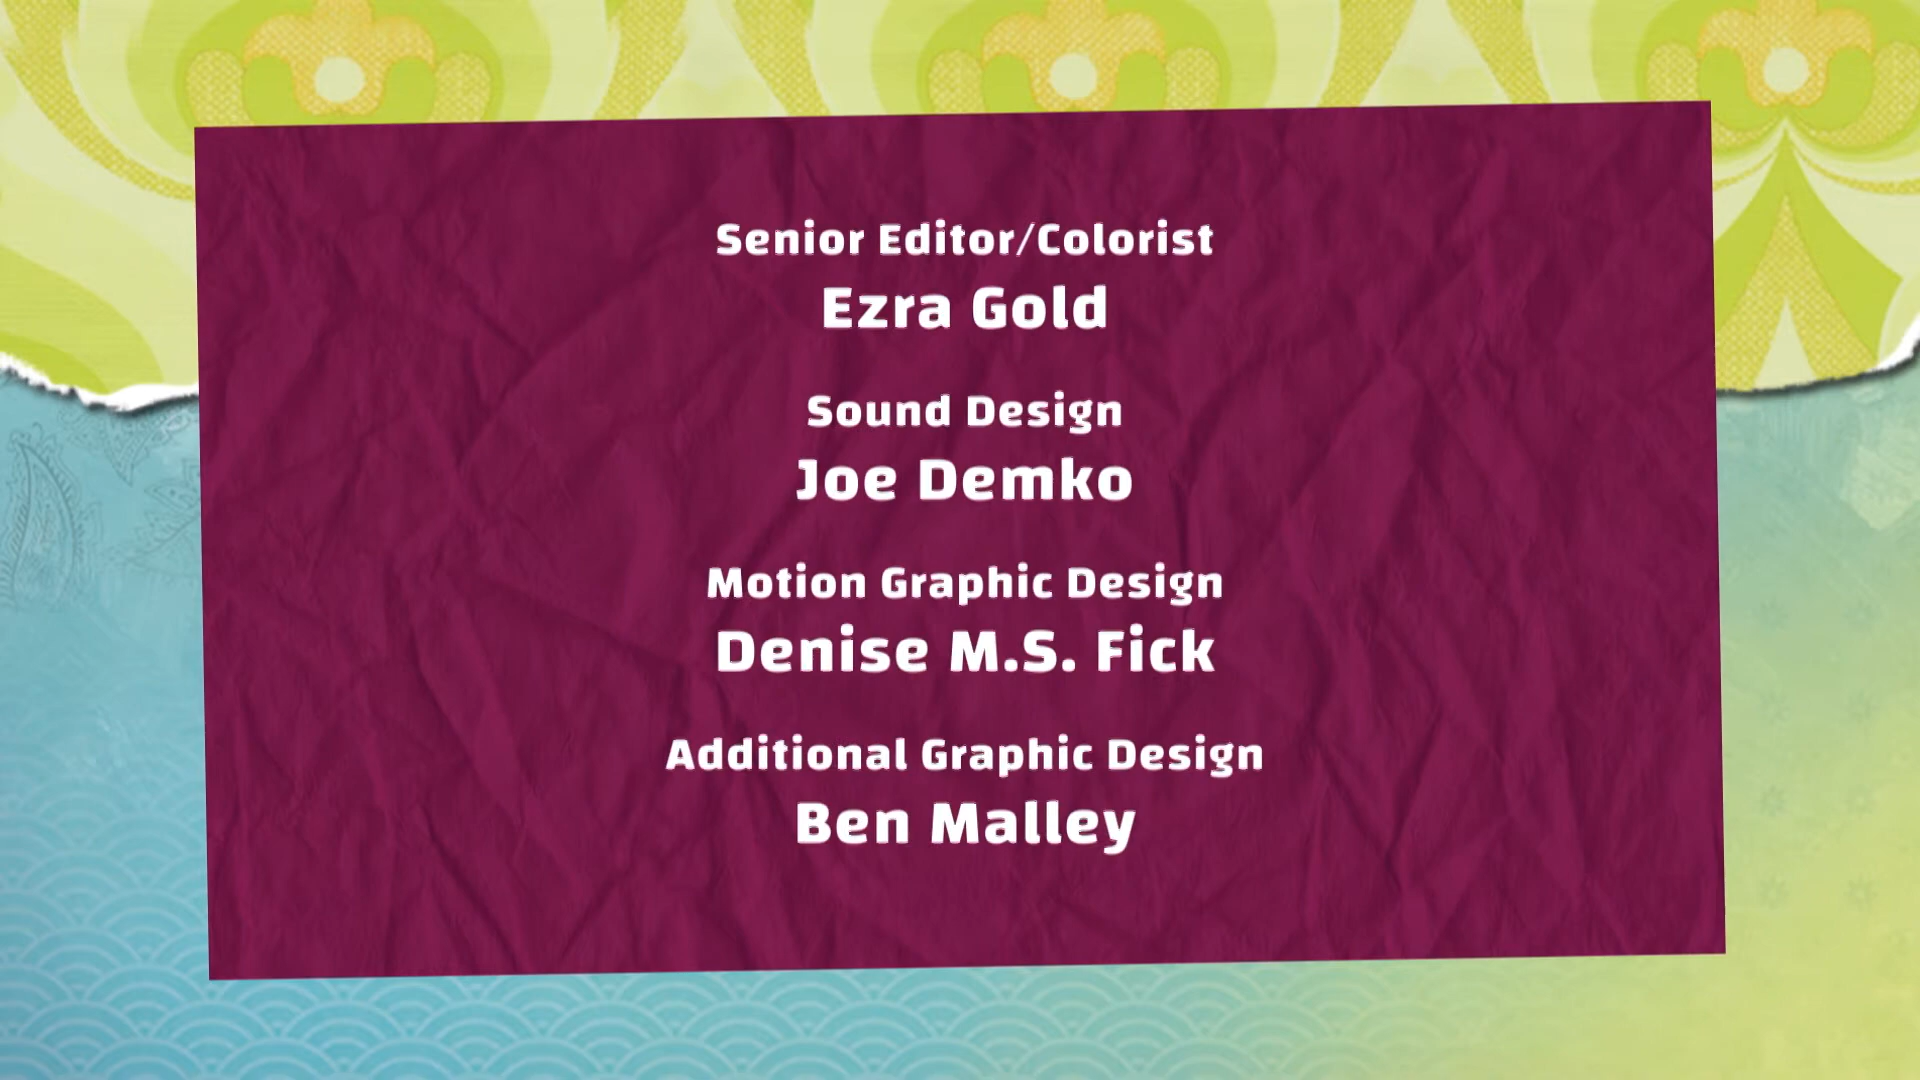 Senior Editor/Colorist
Ezra Gold
Sound Design
Joe Demko
Motion Graphic Design
Denise M.S. Fick
Additional Graphic Design
Ben Malley